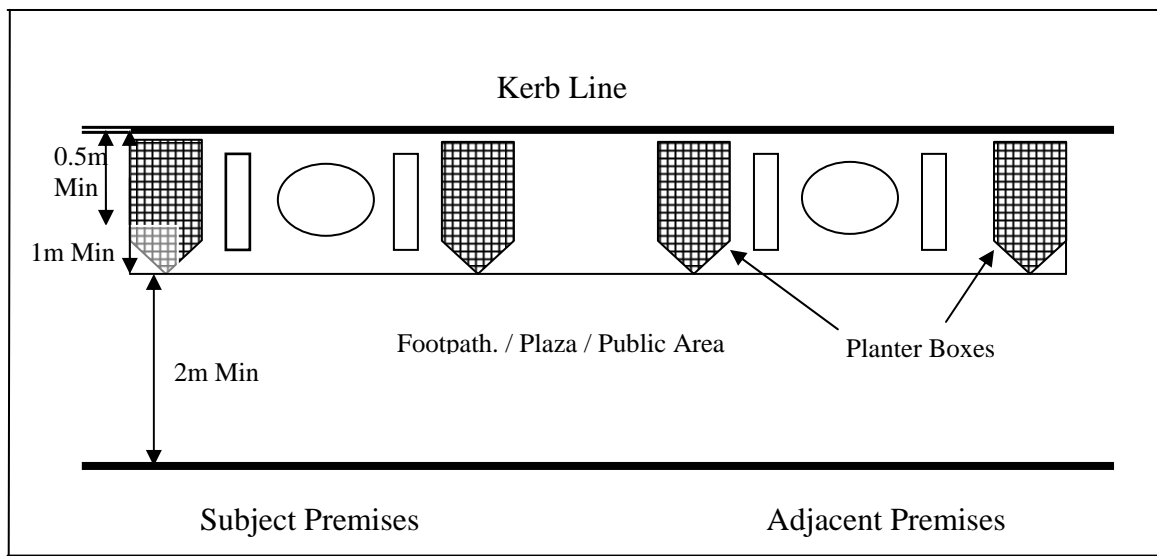 Kerb Line
0.5m
Min
1m Min
Footpath. / Plaza / Public Area
Planter Boxes
2m Min
Subject Premises
Adjacent Premises